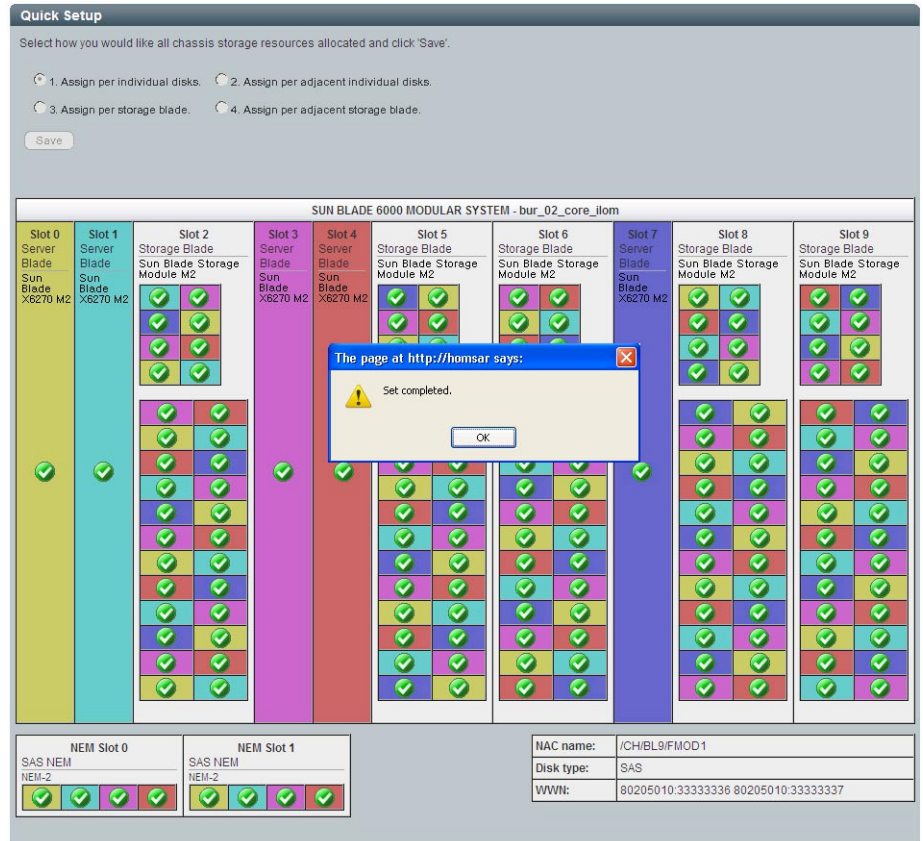 Quick Setup
Select how you would like all chassis storage resources allocated and click 'Save'.
1. Assign per individual disks. 2. Assign per adjacent individual disks.
3. Assign per storage blade. 4. Assign per adjacent storage blade.
Save
SUN BLADE 6000 MODULAR SYSTEM - bur_02_core_ilom
Slot 0
Server
Blade
Sun
Blade
X6270 M2
Slot 1
Server
Blade
Sun
Blade
X6270 M2
Slot 2
Storage Blade
Sun Blade Storage
Module M2
Slot 3
Server
Blade
Sun
Blade
X6270 M2
Slot 4
Server
Blade
Sun
Blade
X6270 M2
Slot 5
Storage Blade
Sun Blade Storage
Module M2
Slot 6
Storage Blade
Sun Blade Storage
Module M2
Slot 7
Server
Blade
Sun
Blade
X6270 M2
Slot 8
Storage Blade
Sun Blade Storage
Module M2
Slot 9
Storage Blade
Sun Blade Storage
Module M2
The page at http://homsar says:
Set completed.
OK
NEM Slot 0
SAS NEM
NEM-2
NEM Slot 1
SAS NEM
NEM-2
NAC name: /CH/BL9/FMOD1
Disk type: SAS
WWN: 80205010:33333336 80205010:33333337